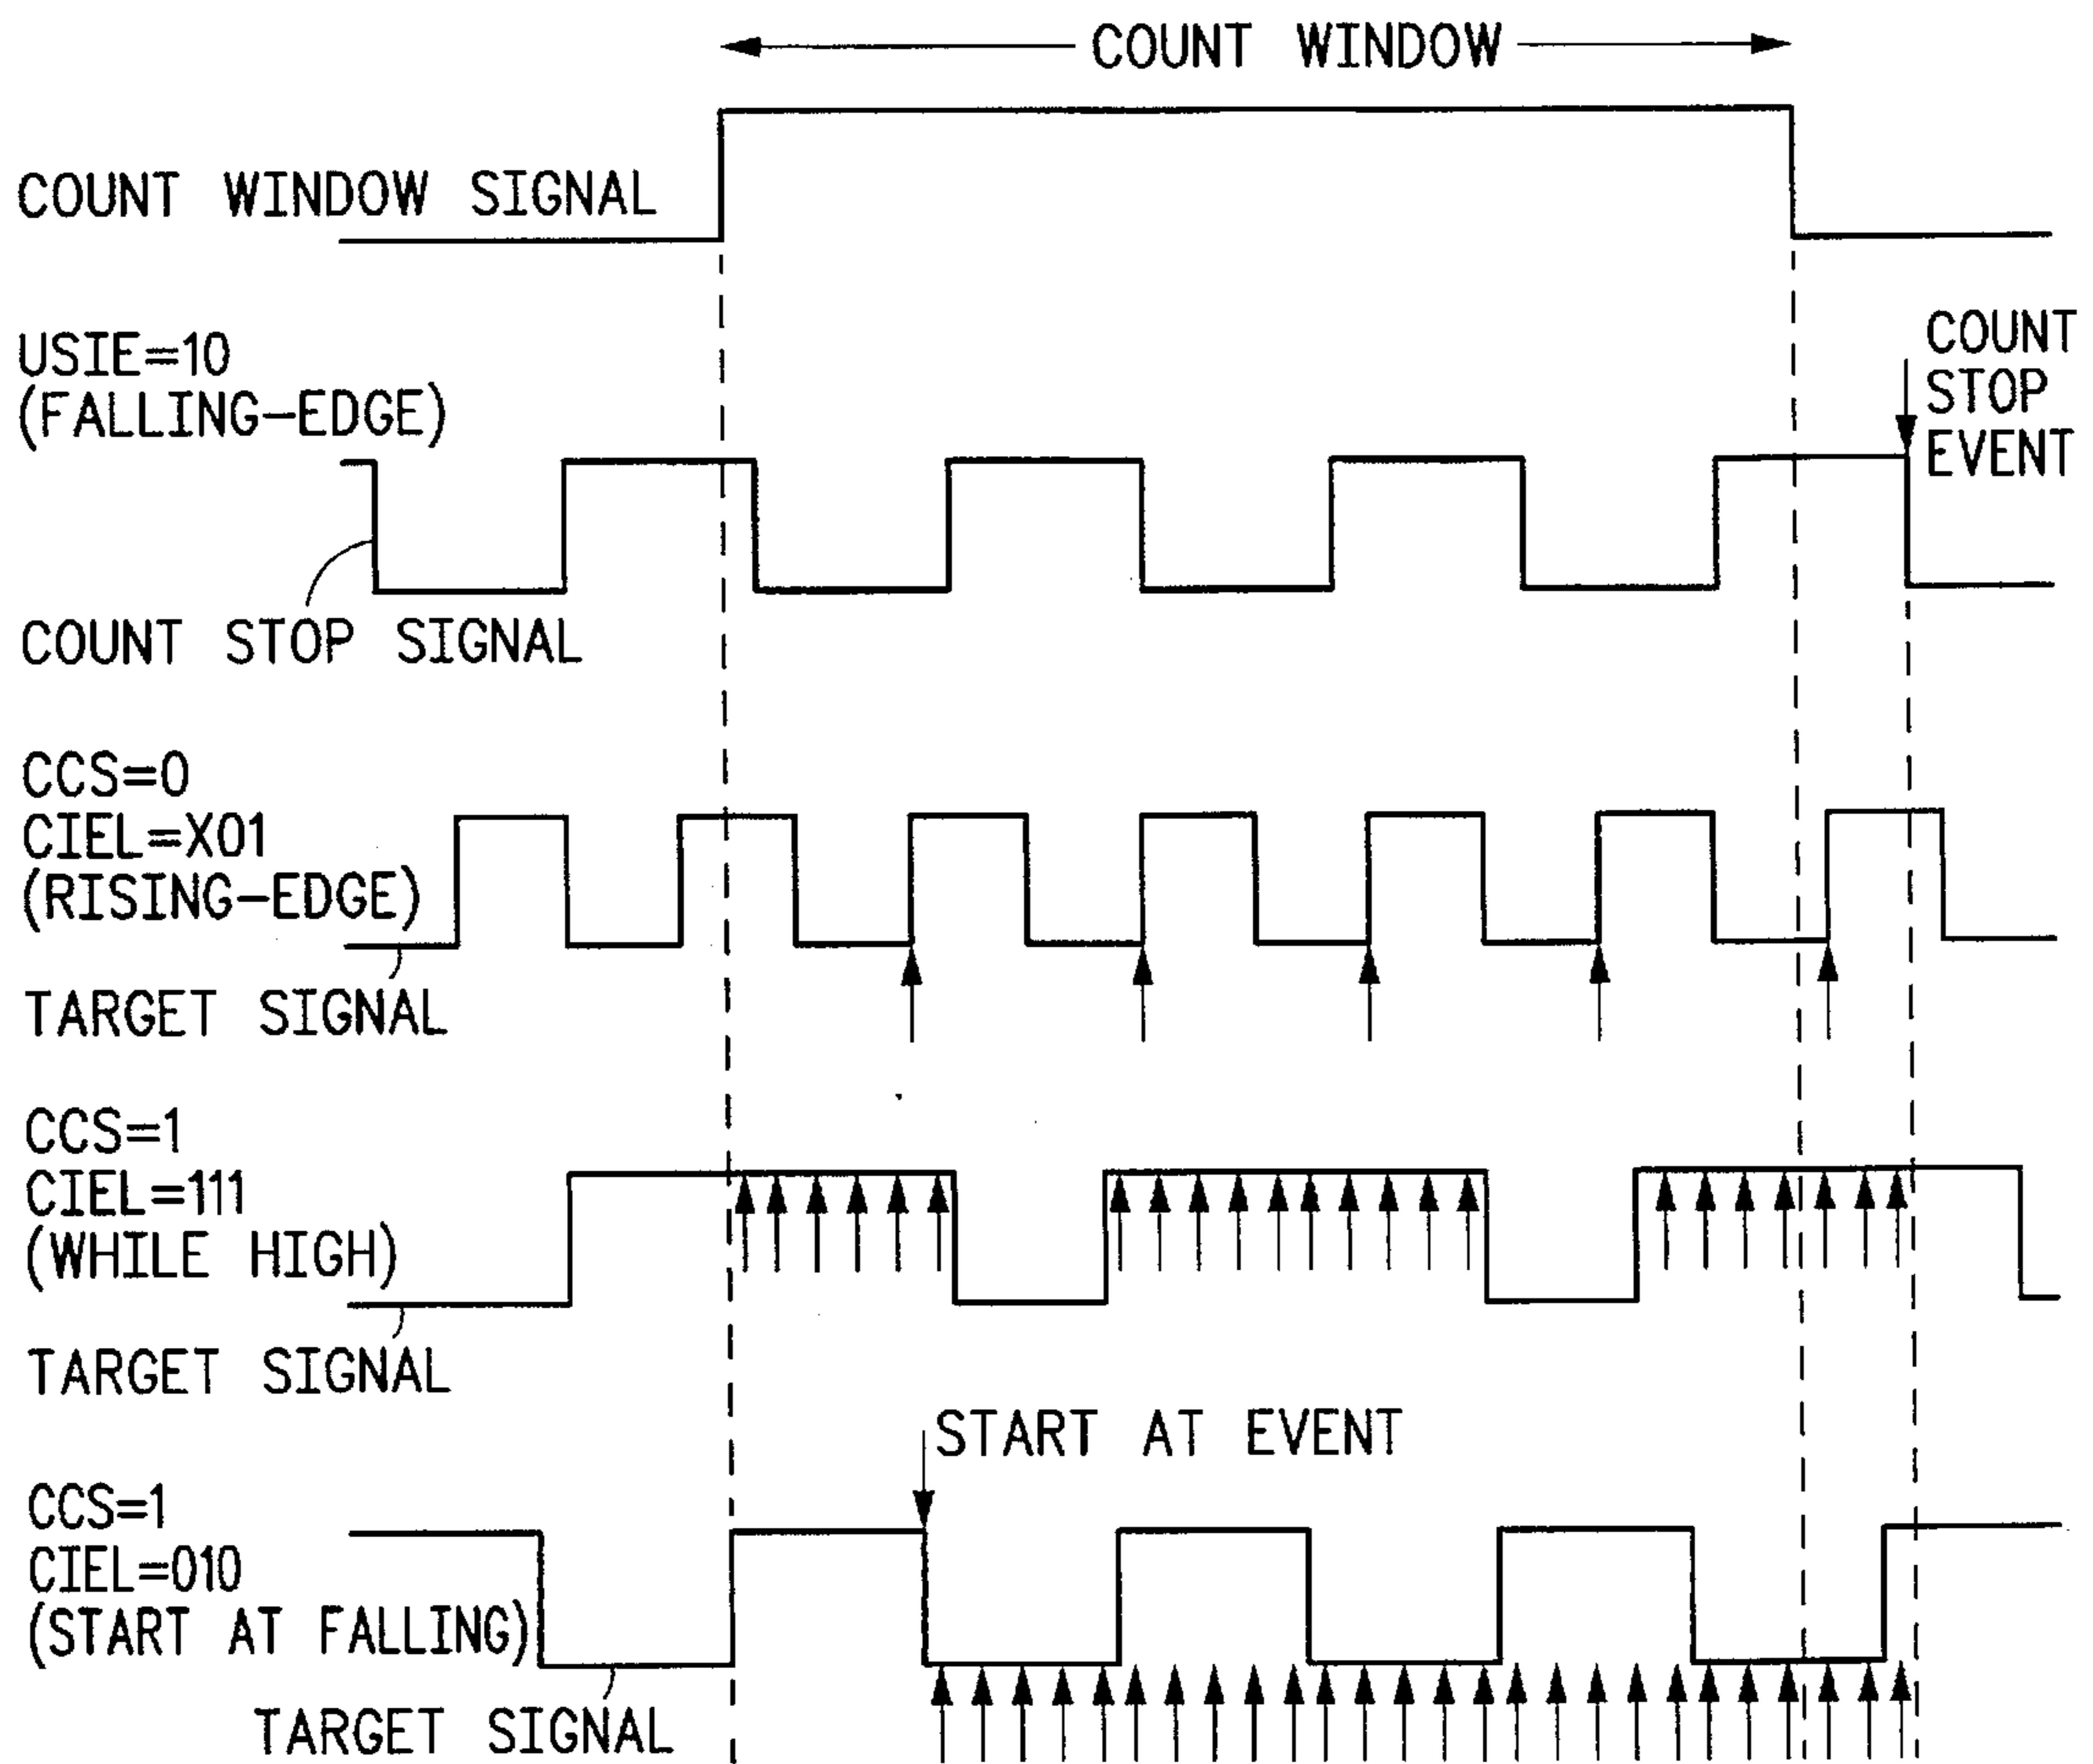 COUNT WINDOW
COUNT WINDOW SIGNAL
USIE=10
(FALLING-EDGE)
COUNT
STOP
EVENT
COUNT STOP SIGNAL
CCS=0
CIEL=X01
(RISING-EDGE)
TARGET SIGNAL
CCS=1
CIEL=111
(WHILE HIGH)
TARGET SIGNAL
START AT EVENT
CCS=1
CIEL=010
(START AT FALLING)
TARGET SIGNAL